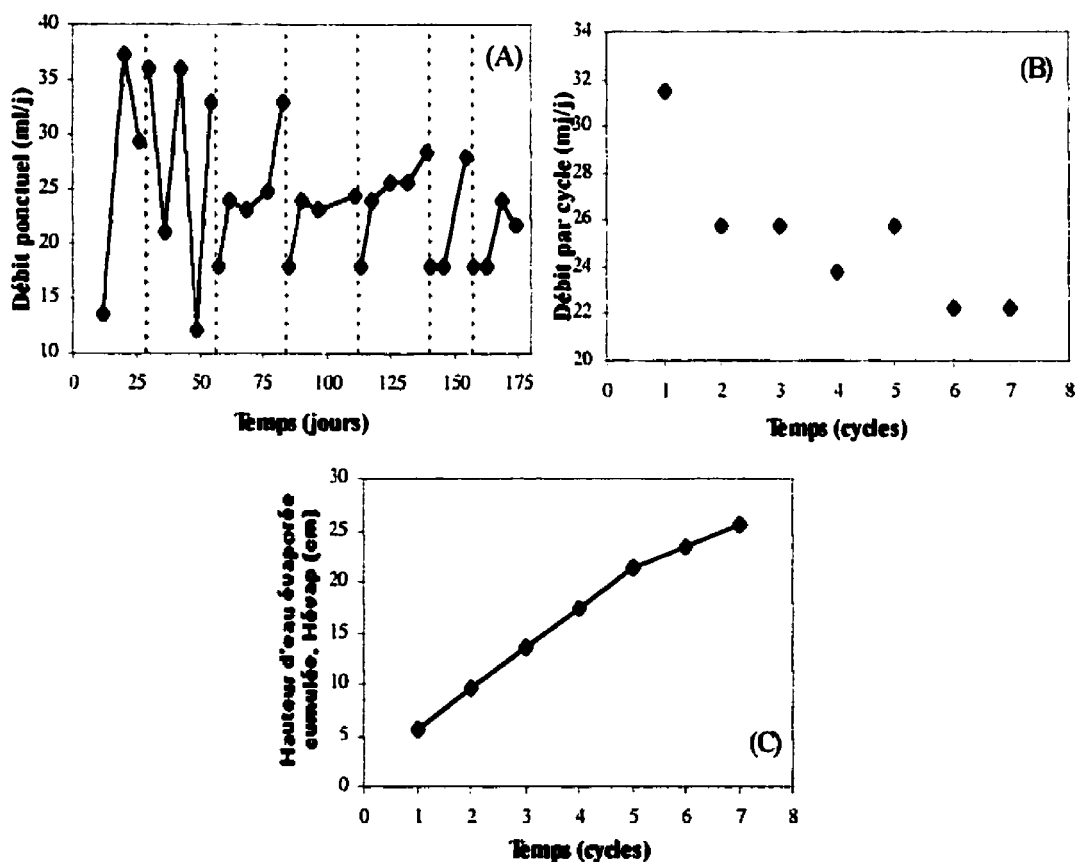 (A)
Débit ponctuel (ml/j)
40
35
30
25
20
15
10
0 25 50 75 100 125 150 175
Temps (jours)
(B)
Débit par cycle (mj/j)
34
32
30
28
26
24
22
20
0 1 2 3 4 5 6 7 8
Temps (cycles)
(C)
Hauteur d'eau évaporée
cumulée, Hévap (cm)
30
25
20
15
10
5
0
0 1 2 3 4 5 6 7 8
Temps (cycles)